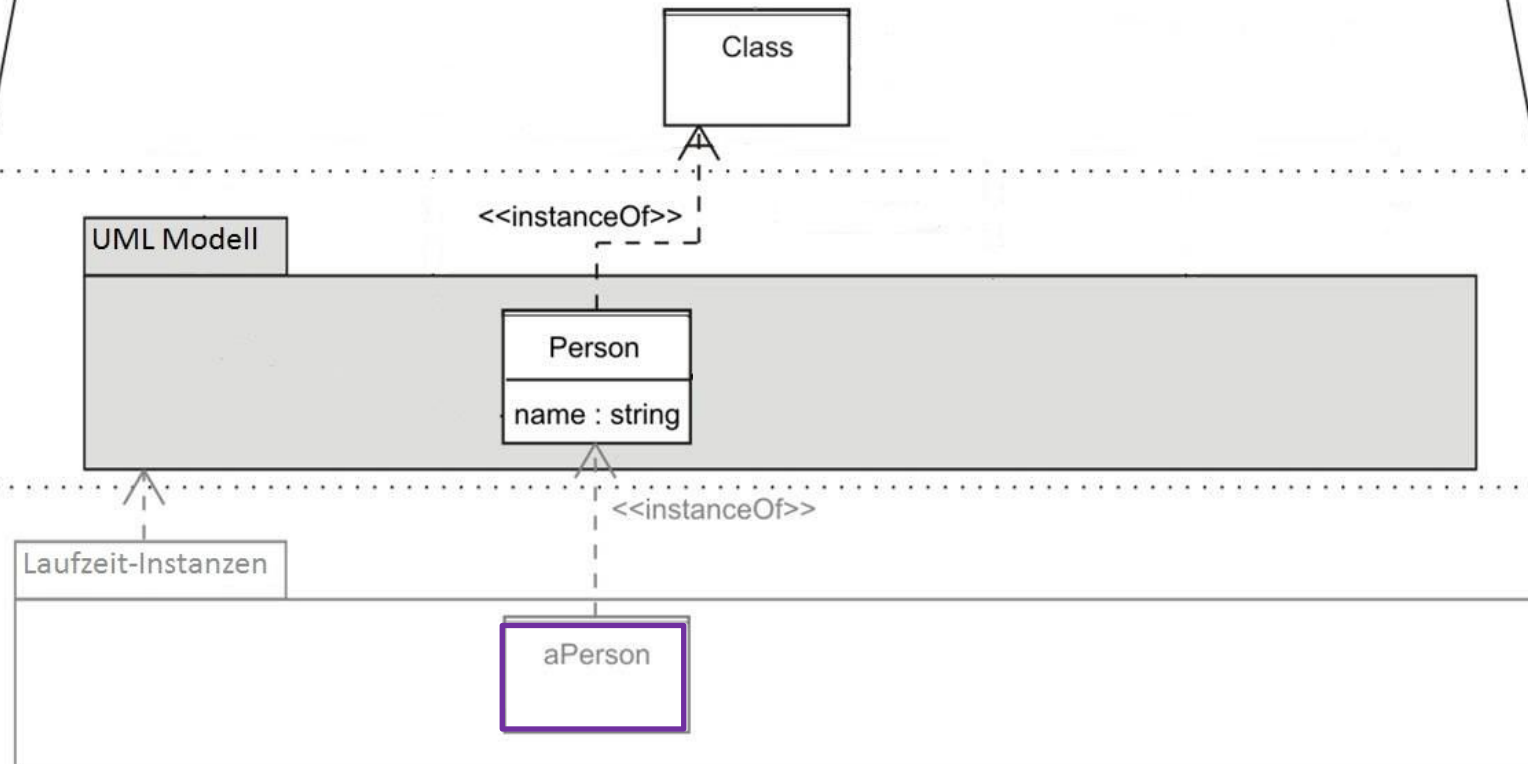 Class
<<instanceOf>>
UML Modell
Person
name : string
<<instanceOf>>
Laufzeit-Instanzen
aPerson